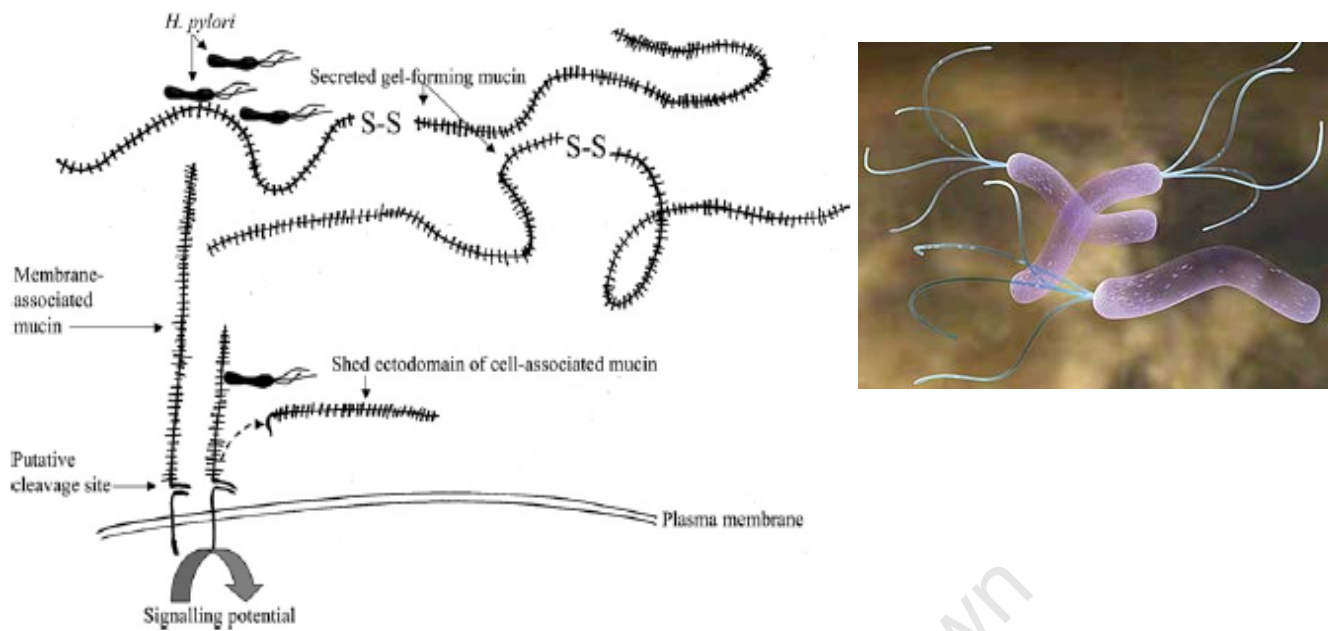 H. pylori
Secreted gel-forming mucin
S-S
S-S
Membrane-
associated
mucin
Shed ectodomain of cell-associated mucin
Putative
cleavage site
Plasma membrane
Signalling potential
wn